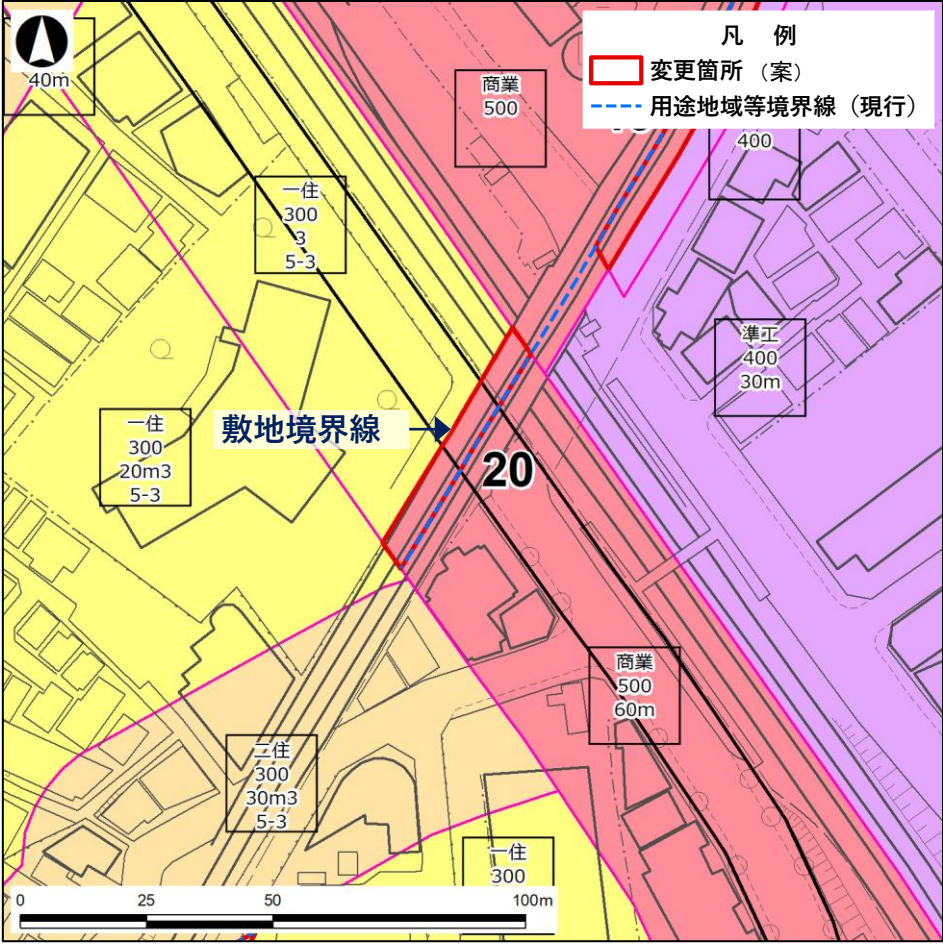 40m
凡 例
変更箇所 （案）
用途地域等境界線（現行）
商業
500
400
一住
300
3
5-3
準工
400
30m
一住
300
20m3
5-3
敷地境界線
20
商業
500
60m
二住
300
30m3
5-3
一住
300
0 25 50 100m